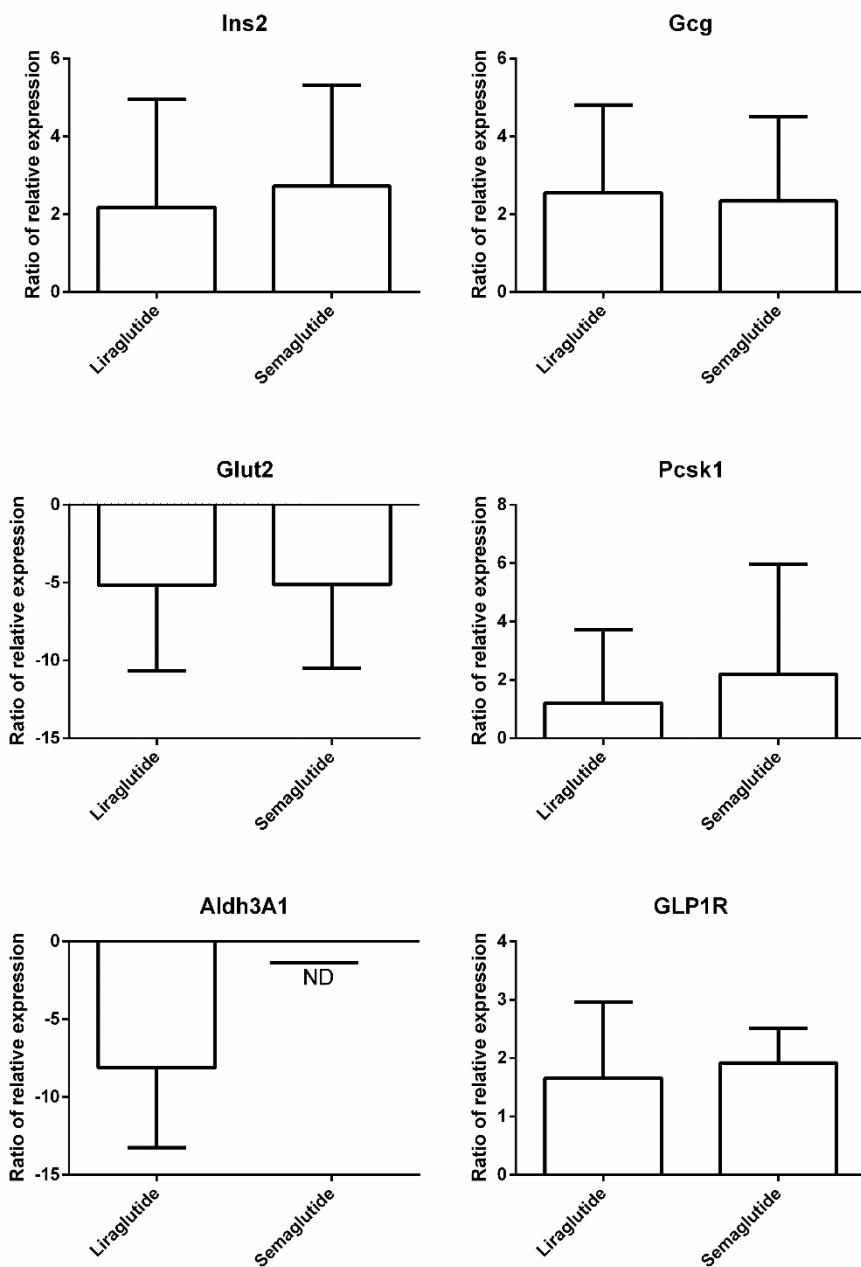 Ins2
Ratio of relative expression
6
4
2
0
Liraglutide
Semaglutide
Gcg
Ratio of relative expression
6
4
2
0
Liraglutide
Semaglutide
Glut2
Ratio of relative expression
0
-5
-10
-15
Liraglutide
Semaglutide
Pcsk1
Ratio of relative expression
8
6
4
2
0
Liraglutide
Semaglutide
Aldh3A1
Ratio of relative expression
0
-5
-10
-15
ND
Liraglutide
Semaglutide
GLP1R
Ratio of relative expression
4
3
2
1
0
Liraglutide
Semaglutide